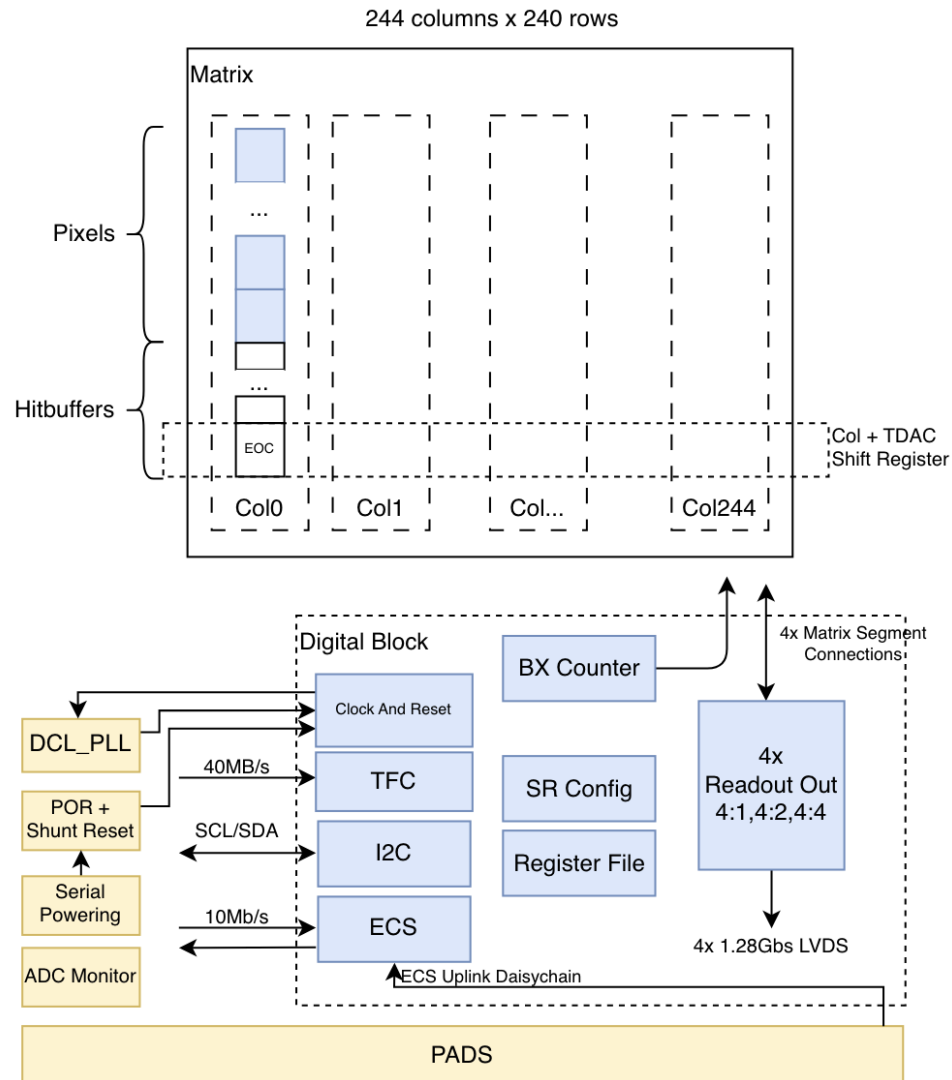 244 columns x 240 rows
Matrix
Pixels
...
Hitbuffers
...
EOC
Col + TDAC
Shift Register
Col0
Col1
Col...
Col244
Digital Block
BX Counter
4x Matrix Segment
Connections
Clock And Reset
DCL_PLL
40MB/s
TFC
SR Config
4x
Readout Out
4:1,4:2,4:4
POR +
Shunt Reset
SCL/SDA
I2C
Register File
Serial
Powering
10Mb/s
ECS
4x 1.28Gbs LVDS
ADC Monitor
ECS Uplink Daisychain
PADS